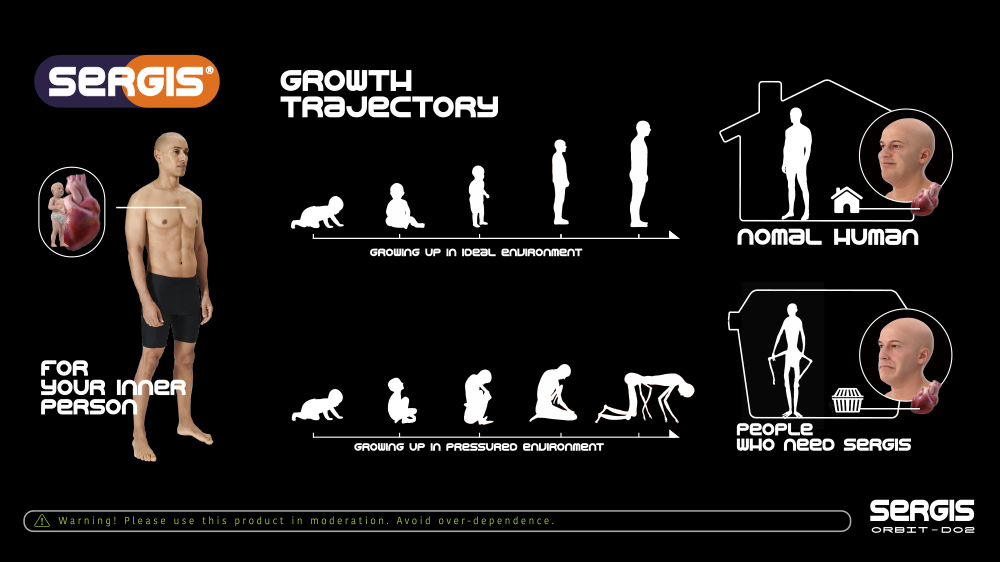 SERGIS®
GROWTH
TRAJECTORY
GROWING UP IN IDEAL ENVIRONMENT
NOMAL HUMAN
FOR
YOUR INNER
PERSON
GROWING UP IN PRESSURED ENVIRONMENT
PEOPLE
WHO NEED SERGIS
Warning! Please use this product in moderation. Avoid over-dependence.
SERGIS
ORBIT-D02